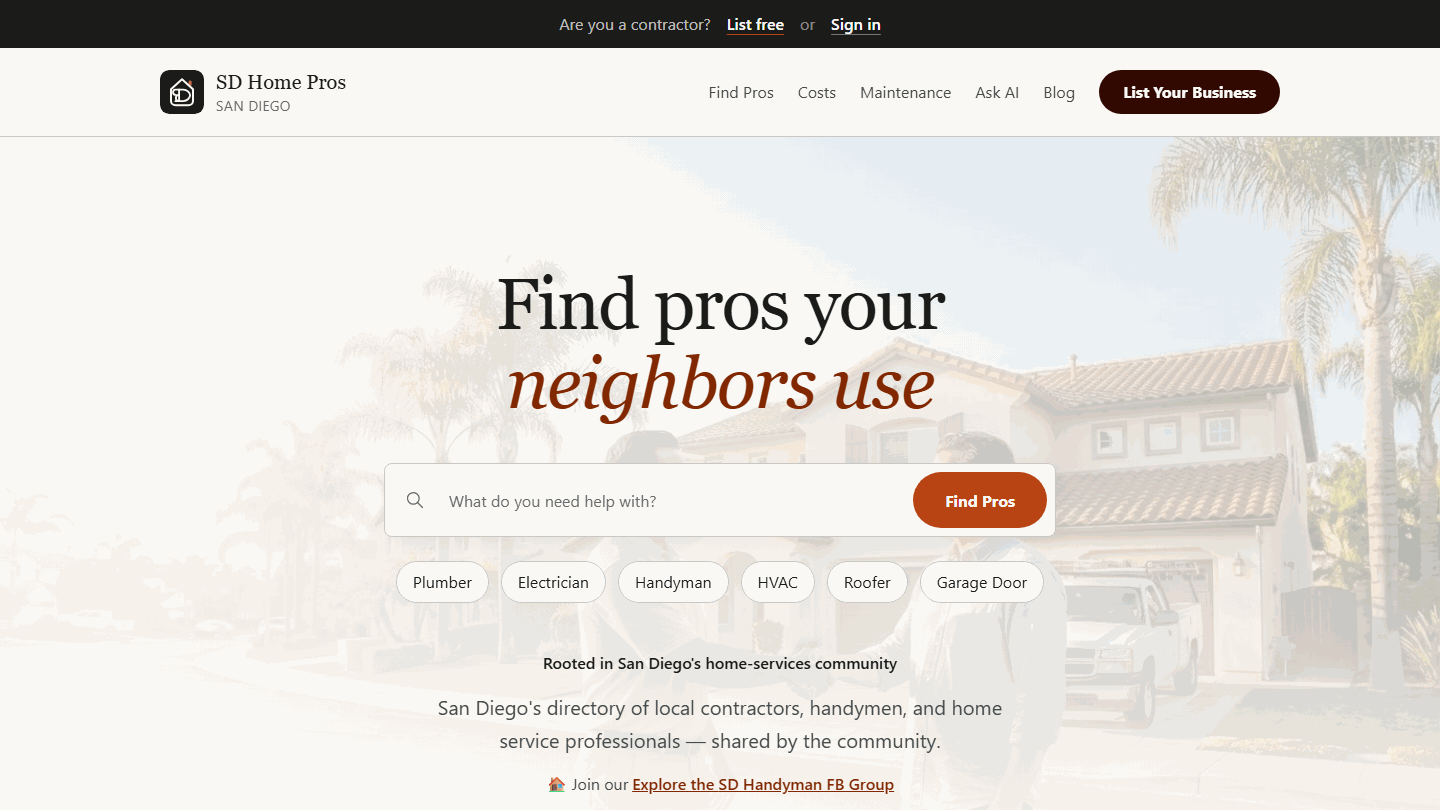 Are you a contractor? List free or Sign in
SD Home Pros
SAN DIEGO
Find Pros Costs Maintenance Ask AI Blog List Your Business
Find pros your
neighbors use
What do you need help with? Find Pros
Plumber Electrician Handyman HVAC Roofer Garage Door
Rooted in San Diego's home-services community
San Diego's directory of local contractors, handymen, and home
service professionals — shared by the community.
🏠 Join our Explore the SD Handyman FB Group